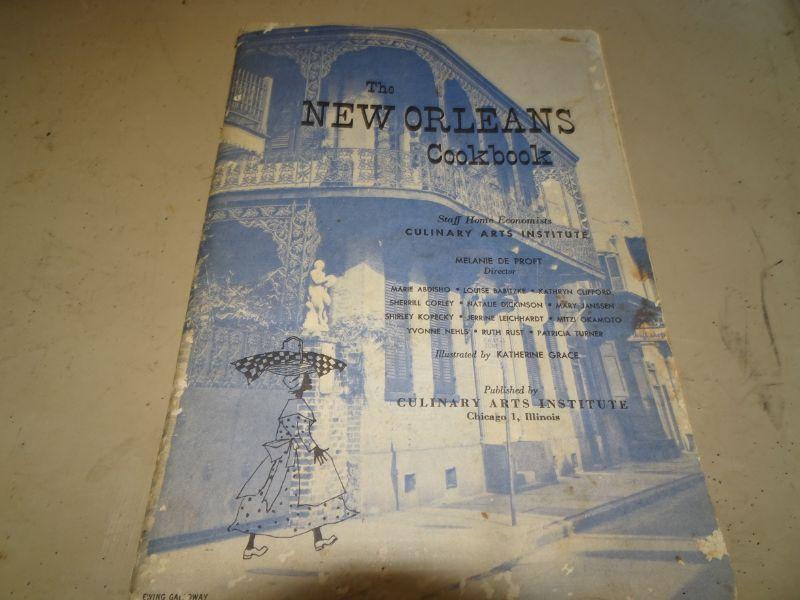 The
NEW ORLEANS
Cookbook
Staff Home Economists
CULINARY ARTS INSTITUTE
MELANIE DE PROFT
Director
MARIE ABDISHO • LOUISE BABITZKE • KATHRYN CLIFFORD
SHERRILL CORLEY • NATALIE DICKINSON • MARY JANSSEN
SHIRLEY KOPECKY • JERRINE LEICHHARDT • MITZI OKAMOTO
YVONNE NEHLS • RUTH RUST • PATRICIA TURNER
Illustrated by KATHERINE GRACE
Published by
CULINARY ARTS INSTITUTE
Chicago 1, Illinois
EWING